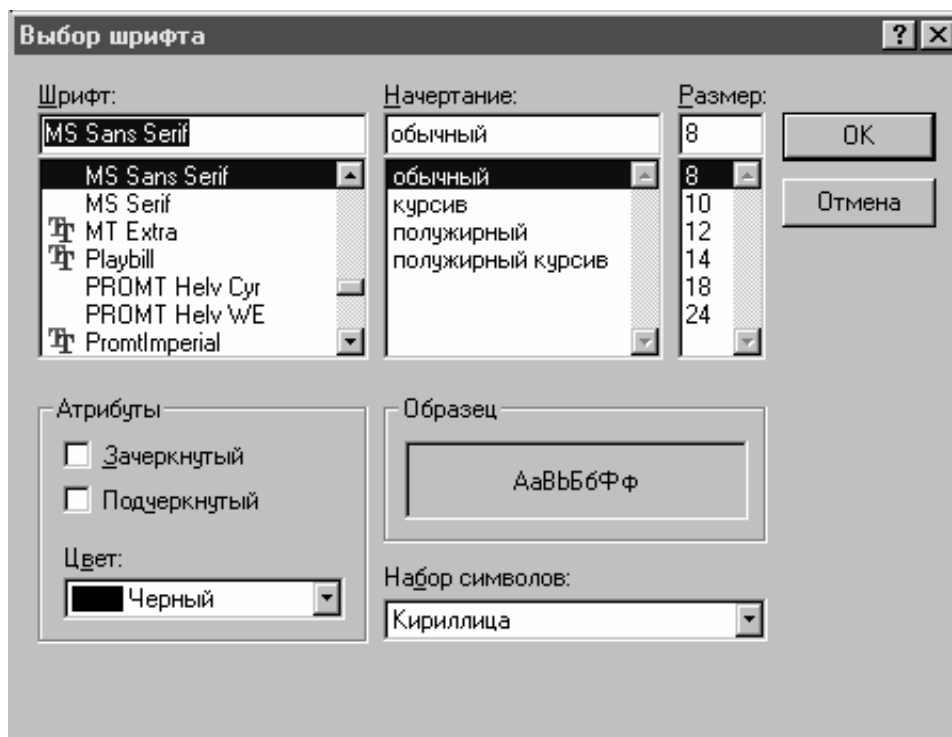 Выбор шрифта
Шрифт:
MS Sans Serif
MS Sans Serif
MS Serif
MT Extra
Playbill
PROMT Helv Cyr
PROMT Helv WE
PromtImperial
Начертание:
обычный
обычный
курсив
полужирный
полужирный курсив
Размер:
8
8
10
12
14
18
24
OK
Отмена
Атрибуты
Зачеркнутый
Подчеркнутый
Цвет:
Черный
Образец
АаВbБбФф
Набор символов:
Кириллица